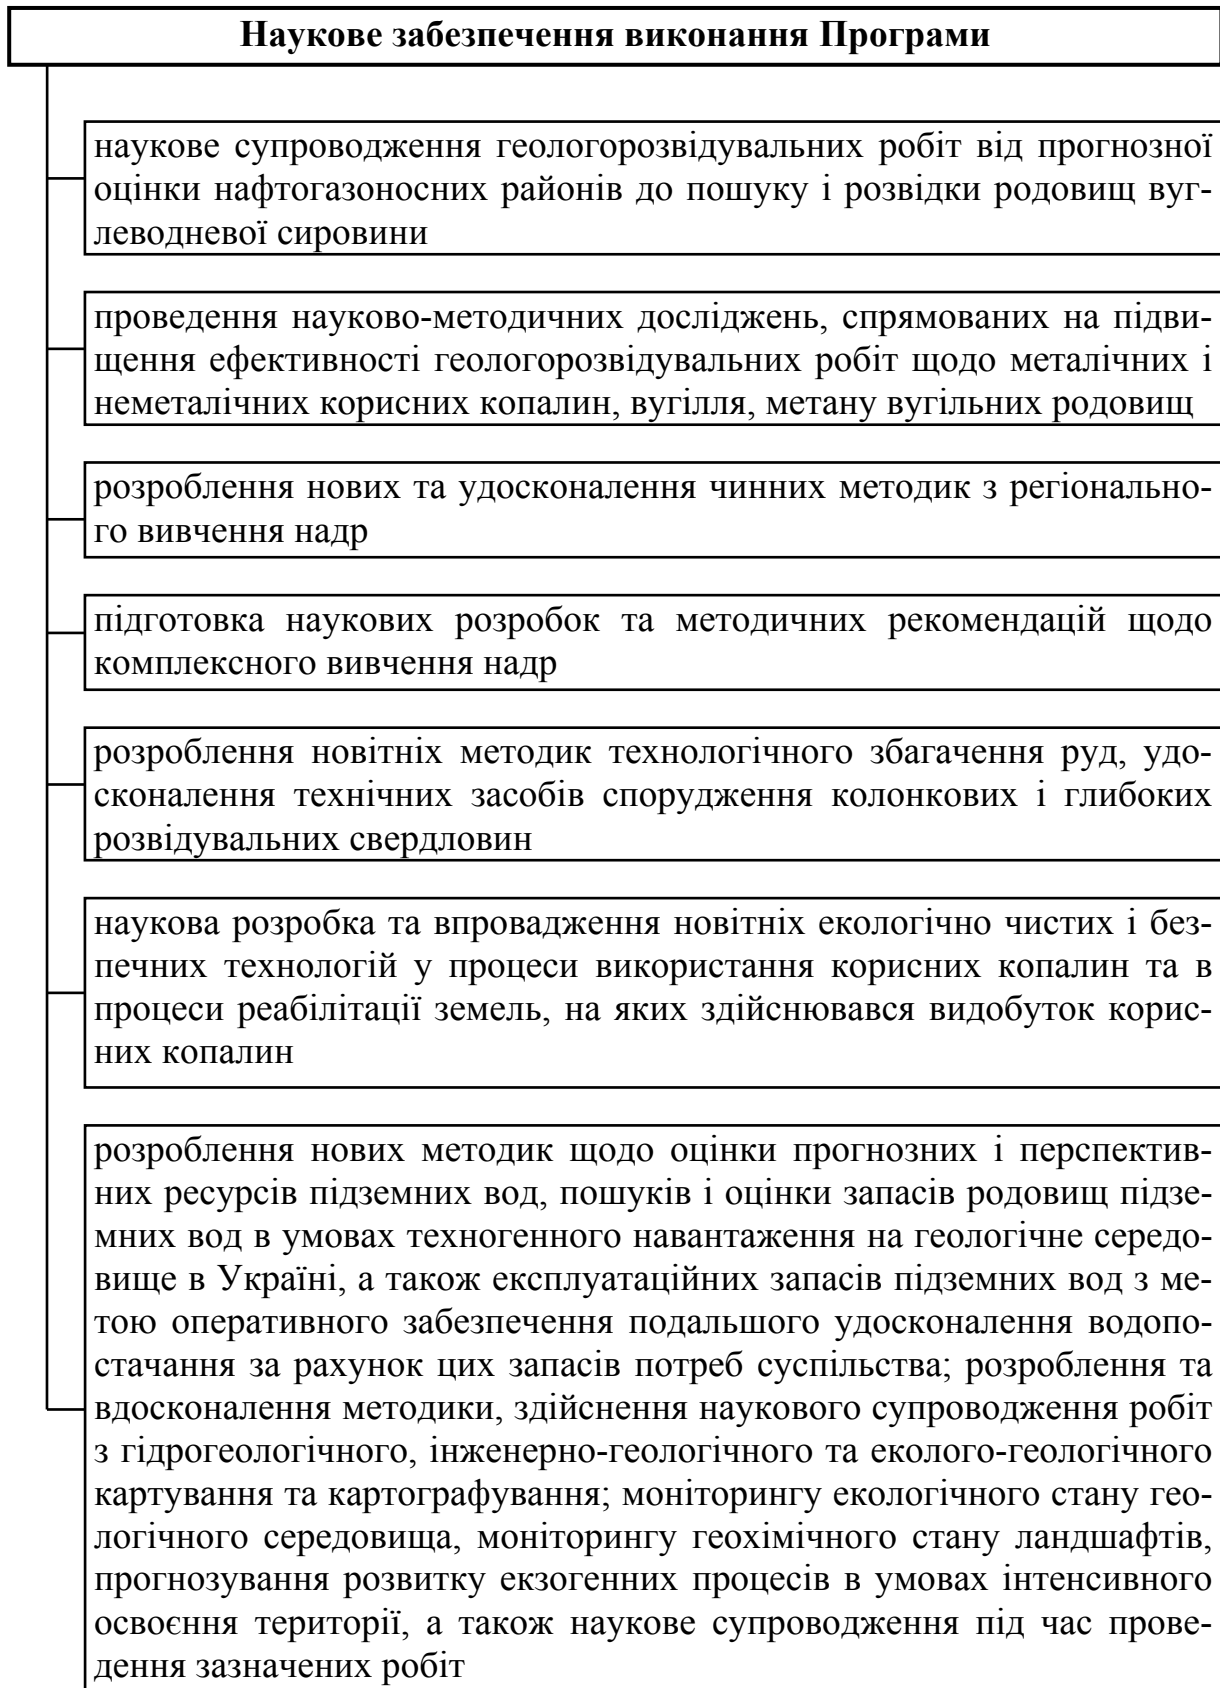 Наукове забезпечення виконання Програми
наукове супроводження геологорозвідувальних робіт від прогнозної
оцінки нафтогазоносних районів до пошуку і розвідки родовищ вуг-
леводневої сировини
проведення науково-методичних досліджень, спрямованих на підви-
щення ефективності геологорозвідувальних робіт щодо металічних і
неметалічних корисних копалин, вугілля, метану вугільних родовищ
розроблення нових та удосконалення чинних методик з регіонально-
го вивчення надр
підготовка наукових розробок та методичних рекомендацій щодо
комплексного вивчення надр
розроблення новітніх методик технологічного збагачення руд, удо-
сконалення технічних засобів спорудження колонкових і глибоких
розвідувальних свердловин
наукова розробка та впровадження новітніх екологічно чистих і без-
печних технологій у процеси використання корисних копалин та в
процеси реабілітації земель, на яких здійснювався видобуток корис-
них копалин
розроблення нових методик щодо оцінки прогнозних і перспектив-
них ресурсів підземних вод, пошуків і оцінки запасів родовищ підзе-
мних вод в умовах техногенного навантаження на геологічне середо-
вище в Україні, а також експлуатаційних запасів підземних вод з ме-
тою оперативного забезпечення подальшого удосконалення водопо-
стачання за рахунок цих запасів потреб суспільства; розроблення та
вдосконалення методики, здійснення наукового супроводження робіт
з гідрогеологічного, інженерно-геологічного та еколого-геологічного
картування та картографування; моніторингу екологічного стану гео-
логічного середовища, моніторингу геохімічного стану ландшафтів,
прогнозування розвитку екзогенних процесів в умовах інтенсивного
освоєння території, а також наукове супроводження під час прове-
дення зазначених робіт